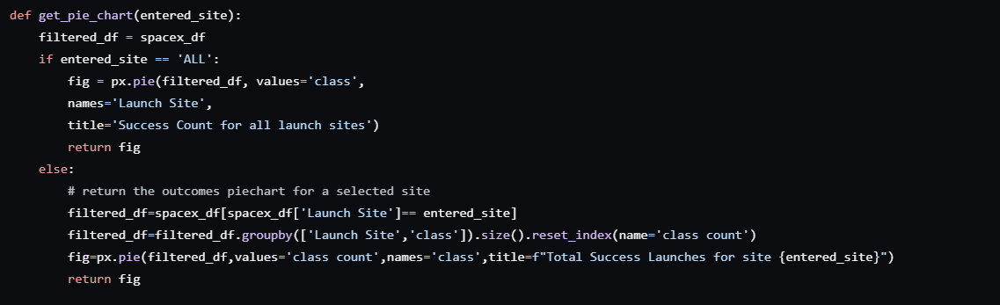 def get_pie_chart(entered_site):
    filtered_df = spacex_df
    if entered_site == 'ALL':
        fig = px.pie(filtered_df, values='class',
        names='Launch Site',
        title='Success Count for all launch sites')
        return fig
    else:
        # return the outcomes piechart for a selected site
        filtered_df=spacex_df[spacex_df['Launch Site']== entered_site]
        filtered_df=filtered_df.groupby(['Launch Site','class']).size().reset_index(name='class count')
        fig=px.pie(filtered_df,values='class count',names='class',title=f"Total Success Launches for site {entered_site}")
        return fig